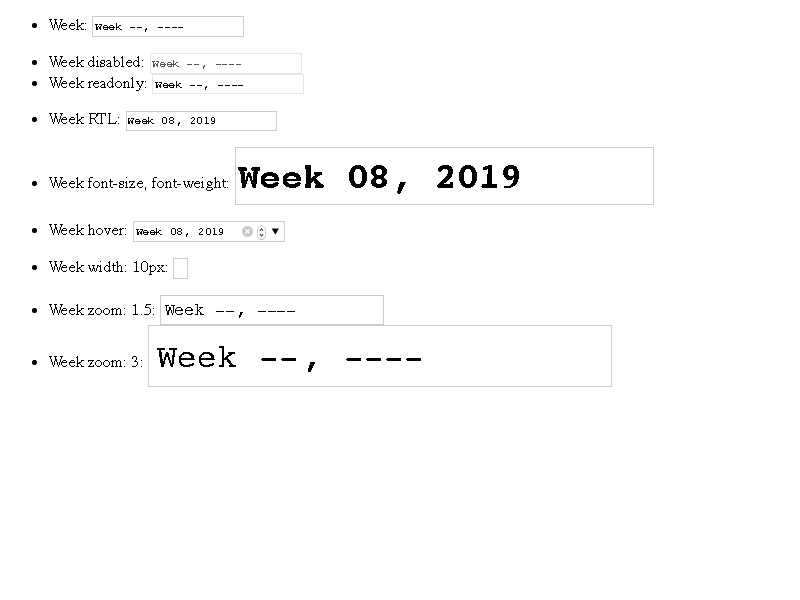 Week: Week --, ----
Week disabled: Week --, ----
Week readonly: Week --, ----
Week RTL: Week 08, 2019
Week font-size, font-weight: Week 08, 2019
Week hover: Week 08, 2019
Week width: 10px:
Week zoom: 1.5: Week --, ----
Week zoom: 3: Week --, ----